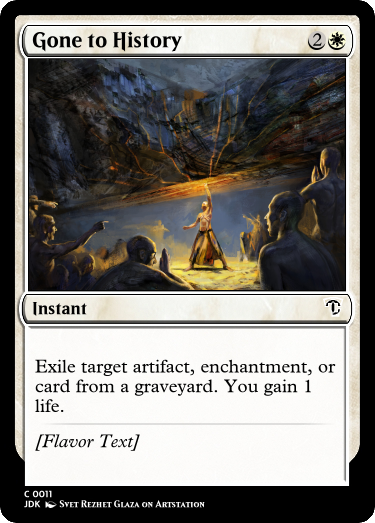 Gone to History 2
Instant
Exile target artifact, enchantment, or
card from a graveyard. You gain 1
life.
[Flavor Text]
C 0011
JDK Svet Rezhet Glaza on Artstation